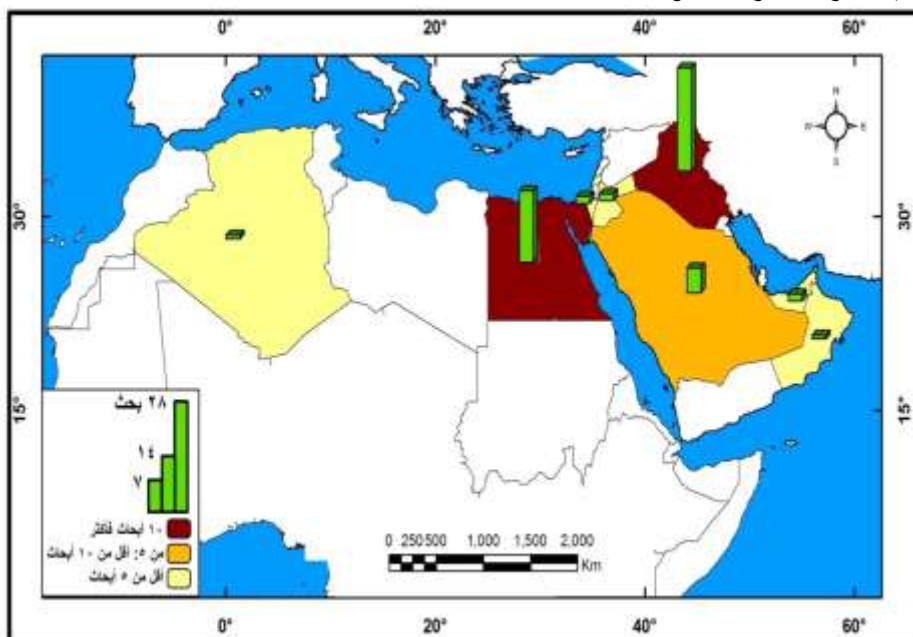 0° 20° 40° 60°
30° 30°
15° 15°
N
W E
S
٢٨ بحث
١٤
٧
١٠ ابحاث فأكثر
من ٥: أقل من ١٠ أبحاث
أقل من ٥ أبحاث
0 250 500 1,000 1,500 2,000
Km
0° 20° 40° 60°